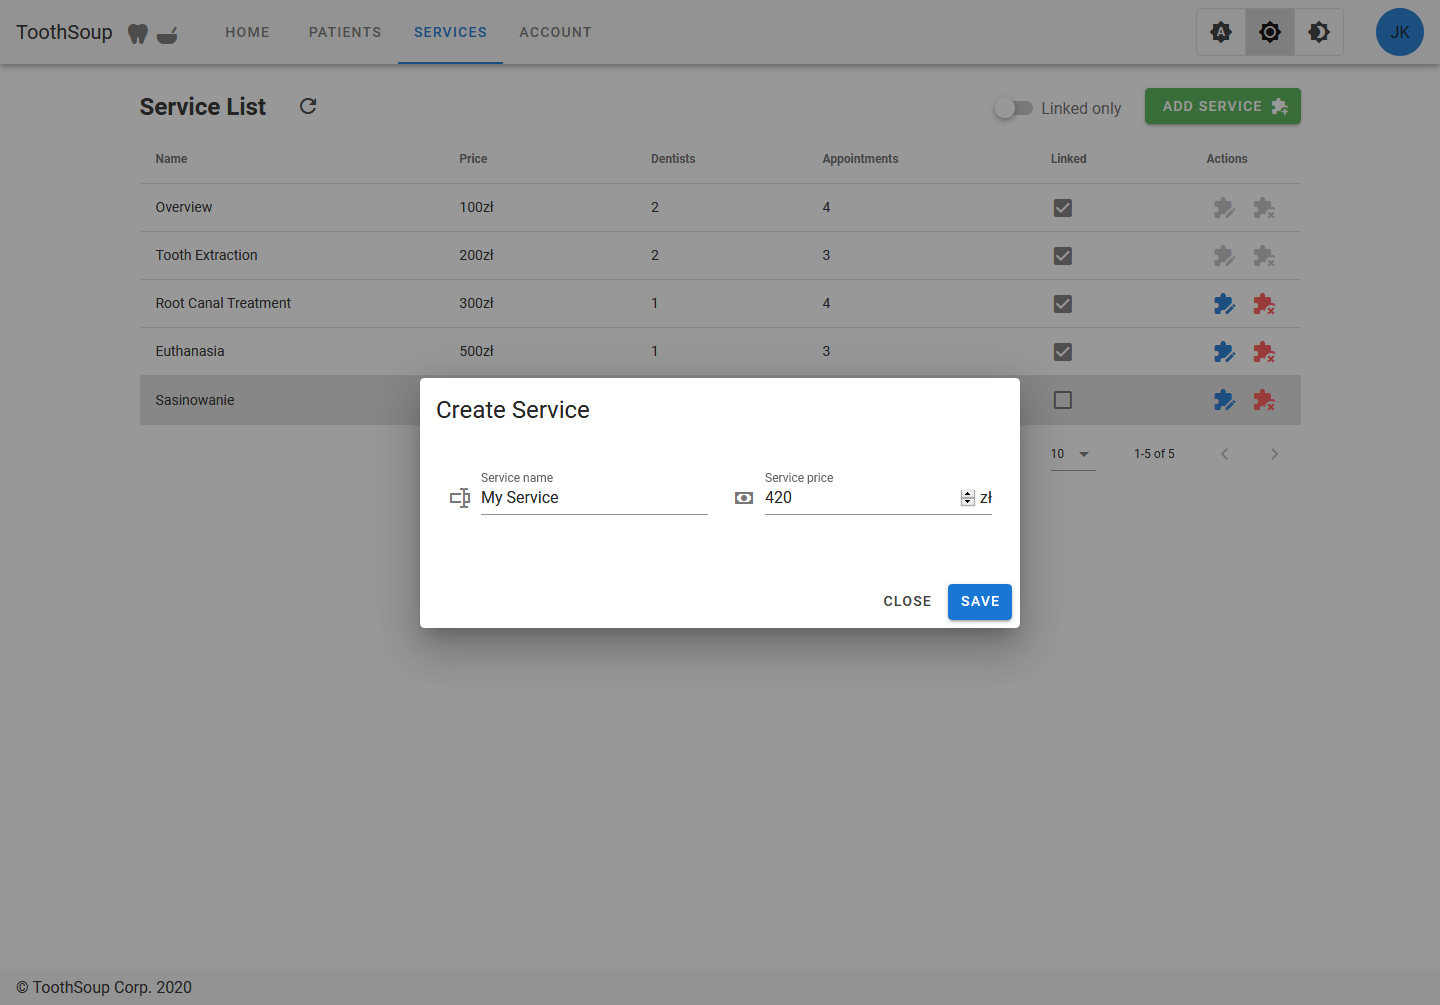 ToothSoup HOME PATIENTS SERVICES ACCOUNT A JK
Service List Linked only ADD SERVICE
Name Price Dentists Appointments Linked Actions
Overview 100zł 2 4
Tooth Extraction 200zł 2 3
Root Canal Treatment 300zł 1 4
Euthanasia 500zł 1 3
Sasinowanie
Create Service
10 1-5 of 5
Service name Service price
My Service 420 zł
CLOSE SAVE
© ToothSoup Corp. 2020